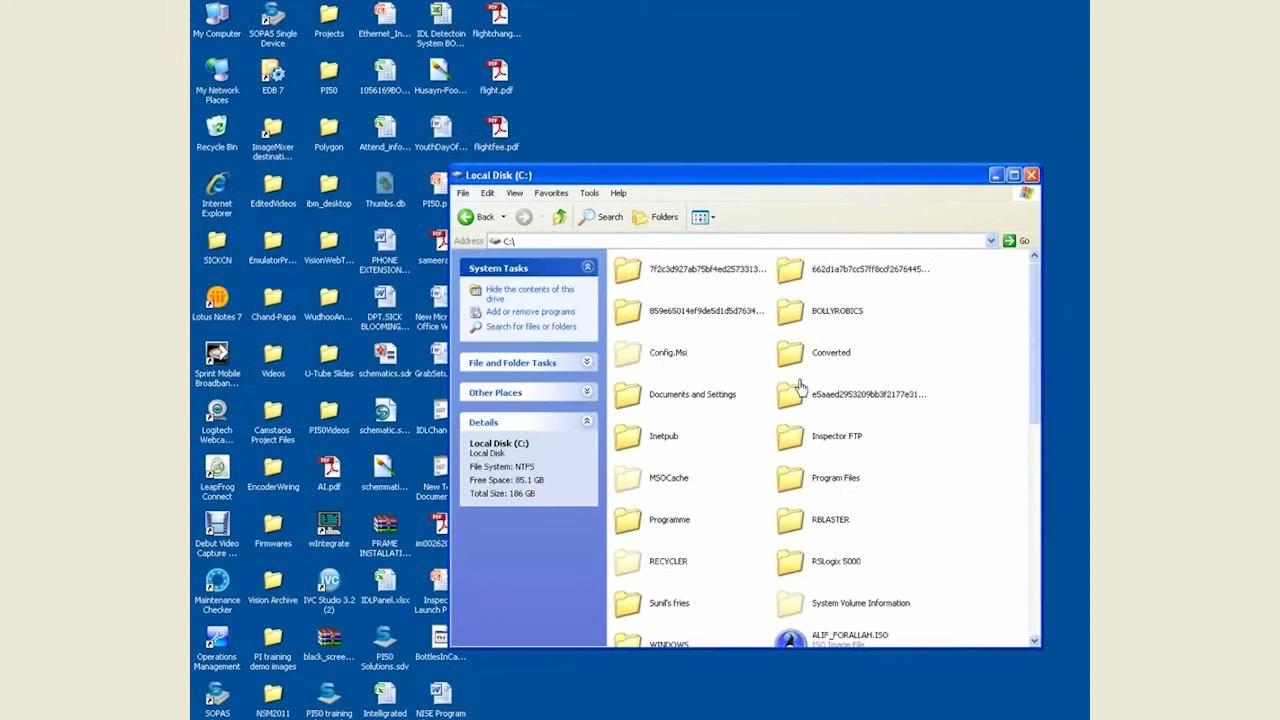 My Computer
SOPAS Single
Device
Projects
Ethernet_In...
IDL Detectoin
System BO...
flightchang...
My Network
Places
EDB 7
PI50
1056169BO...
Husayn-Foo...
flight.pdf
Recycle Bin
ImageMixer
destinati...
Polygon
Attend_info...
YouthDayOf...
flightfee.pdf
Internet
Explorer
EditedVideos
ibm_desktop
Thumbs.db
PI50.p
SICKCN
EmulatorPr...
VisionWebT...
PHONE
EXTENSION...
sameera
Lotus Notes 7
Chand-Papa
WudhooAn...
DPT.SICK
BLOOMING...
New Mic
Office W
Sprint Mobile
Broadban...
Videos
U-Tube Slides
schematics.sdr
GrabSetu
Logitech
Webca...
Camstacia
Project Files
PI50Videos
schematic.s...
IDLChan
LeapFrog
Connect
EncoderWiring
AI.pdf
schemmati...
New T
Documen
Debut Video
Capture ...
Firmwares
wIntegrate
FRAME
INSTALLATI...
im002620
Maintenance
Checker
Vision Archive
IVC Studio 3.2
(2)
IDLPanel.xlsx
Inspec
Launch P
Operations
Management
PI training
demo images
black_scree...
PI50
Solutions.sdv
BottlesInCa...
SOPAS
NSM2011
PI50 training
Intelligrated
NISE Program
Local Disk (C:)
File Edit View Favorites Tools Help
Back Search Folders
Address C:\ Go
System Tasks
Hide the contents of this
drive
Add or remove programs
Search for files or folders
File and Folder Tasks
Other Places
Details
Local Disk (C:)
Local Disk
File System: NTFS
Free Space: 85.1 GB
Total Size: 186 GB
7f2c3d927ab75bf4ed2573313...
662d1a7b7cc57ff8ccf2676445...
859e65014ef9de5d1d5d7634...
BOLLYROBICS
Config.Msi
Converted
Documents and Settings
e5aaed2953209bb3f2177e31...
Inetpub
Inspector FTP
MSOCache
Program Files
Programme
RBLASTER
RECYCLER
RSLogix 5000
Sunil's fries
System Volume Information
WINDOWS
ALIF_FORALLAH.ISO
ISO Image File